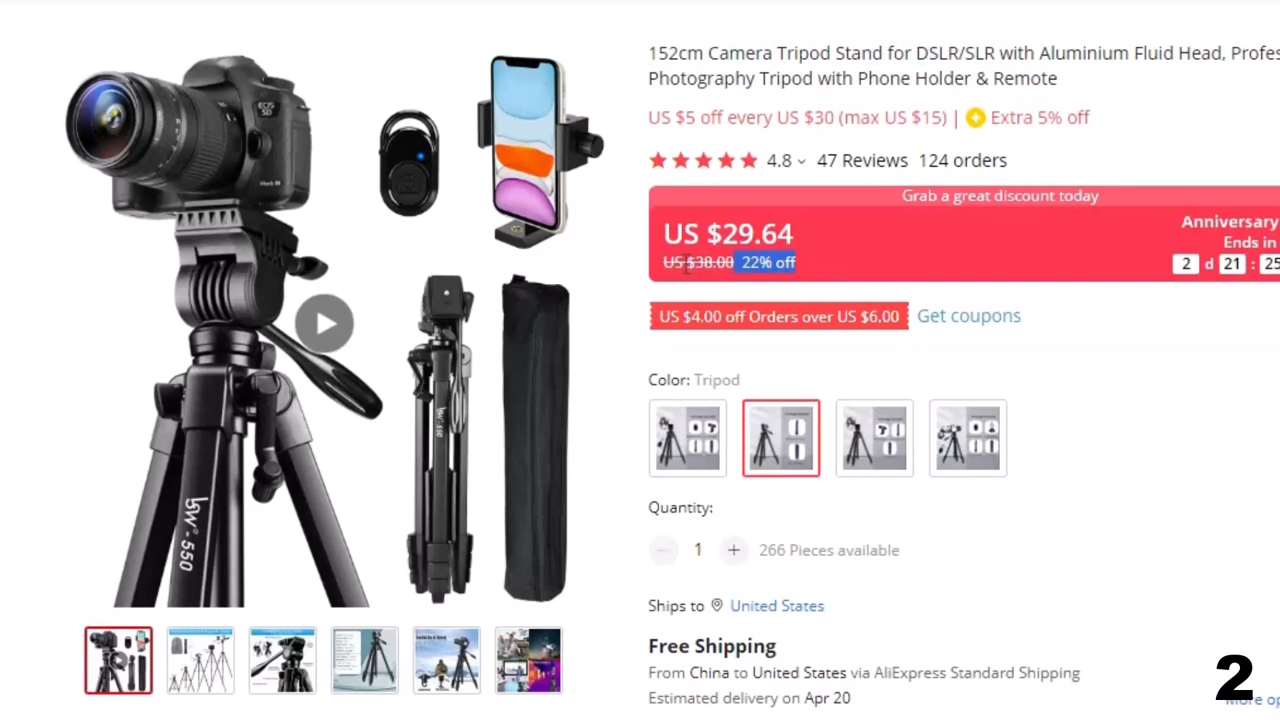 152cm Camera Tripod Stand for DSLR/SLR with Aluminium Fluid Head, Profes
Photography Tripod with Phone Holder & Remote
US $5 off every US $30 (max US $15) | Extra 5% off
4.8 47 Reviews 124 orders
Grab a great discount today
US $29.64
US $38.00 22% off
Anniversary
Ends in
2 d 21 : 25
US $4.00 off Orders over US $6.00 Get coupons
Color: Tripod
Quantity:
1 + 266 Pieces available
Ships to United States
Free Shipping
From China to United States via AliExpress Standard Shipping
Estimated delivery on Apr 20
More op
2
EOS
5D
Mark III